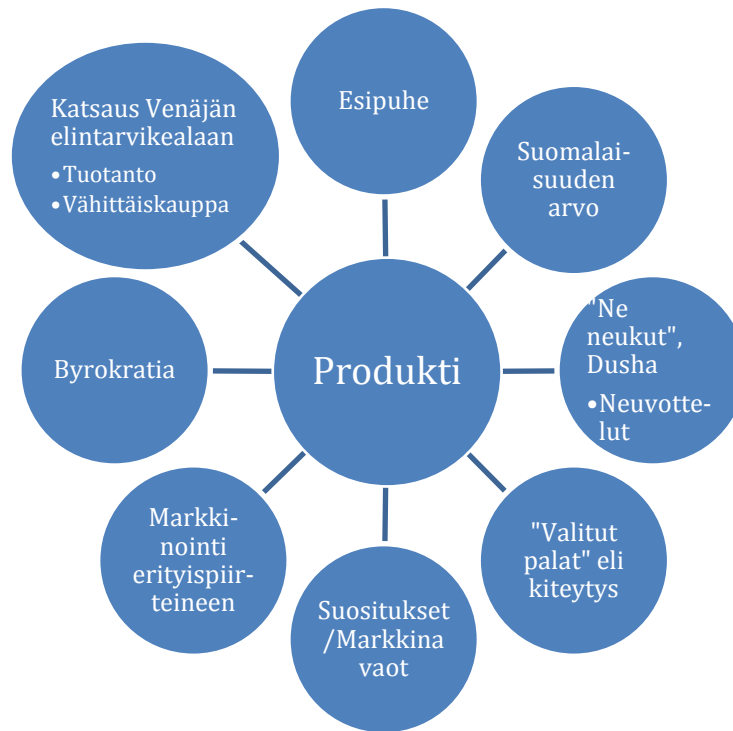 Esipuhe
Suomalai-
suuden
arvo
"Ne
neukut",
Dusha
•Neuvotte-
lut
"Valitut
palat" eli
kiteytys
Suositukset
/Markkina
vaot
Markki-
nointi
erityispiir-
teineen
Byrokratia
Katsaus Venäjän
elintarvikealaan
•Tuotanto
•Vähittäiskauppa
Produkti